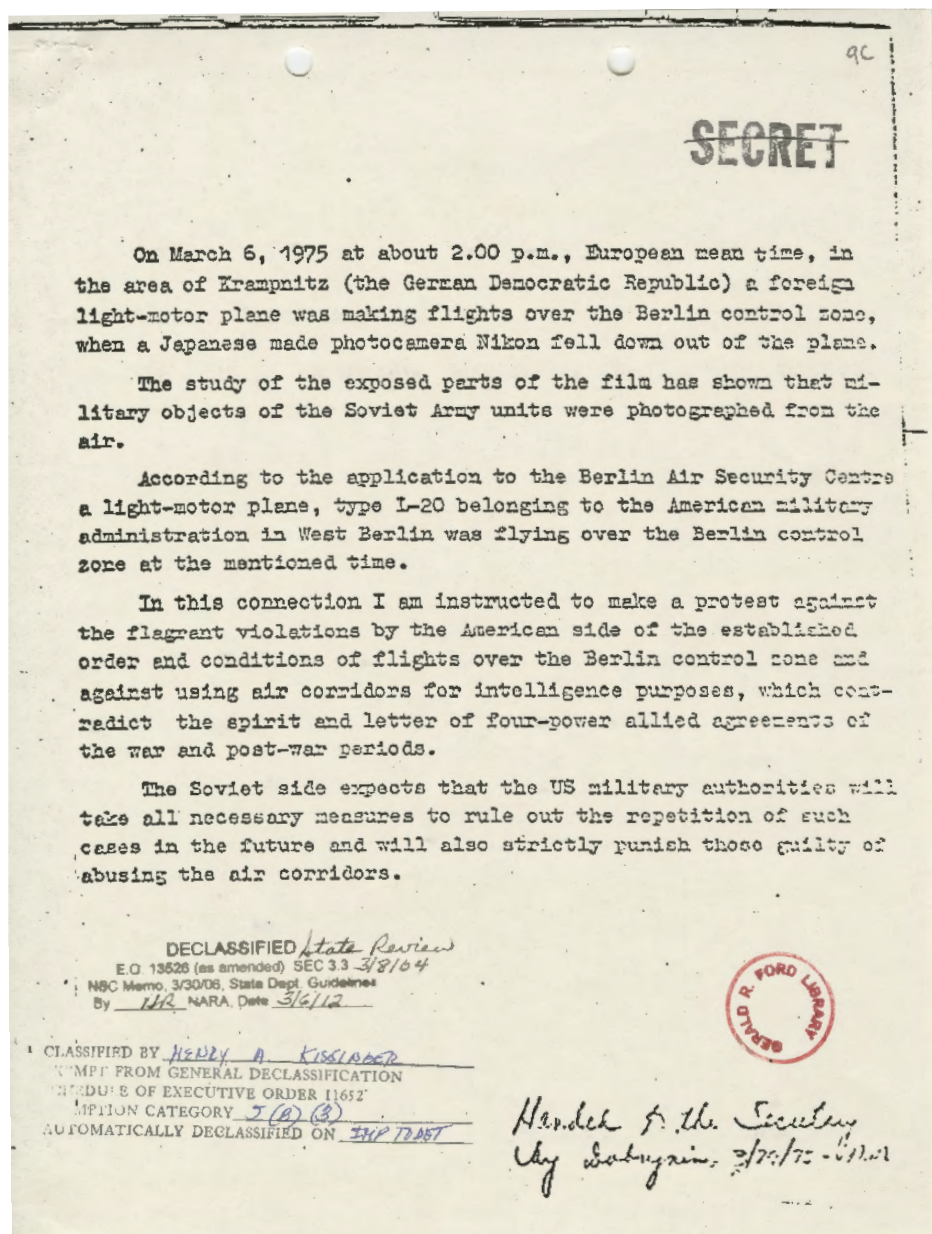 9C
SECRET
On March 6, 1975 at about 2.00 p.m., European mean time, in
the area of Krampnitz (the German Democratic Republic) a foreign
light-motor plane was making flights over the Berlin control zone,
when a Japanese made photocamera Nikon fell down out of the plane.
The study of the exposed parts of the film has shown that mi-
litary objects of the Soviet Army units were photographed from the
air.
According to the application to the Berlin Air Security Centre
a light-motor plane, type L-20 belonging to the American military
administration in West Berlin was flying over the Berlin control
zone at the mentioned time.
In this connection I am instructed to make a protest against
the flagrant violations by the American side of the established
order and conditions of flights over the Berlin control zone and
against using air corridors for intelligence purposes, which cont-
radict the spirit and letter of four-power allied agreements of
the war and post-war periods.
The Soviet side expects that the US military authorities will
take all necessary measures to rule out the repetition of such
cases in the future and will also strictly punish those guilty of
abusing the air corridors.
DECLASSIFIED State Review
E.O. 13526 (as amended) SEC 3.3 3/8/04
NSC Memo, 3/30/06, State Dept. Guidelines
By NARA, Date 3/6/12
GERALD R. FORD LIBRARY
CLASSIFIED BY HENRY A. KISSINGER
EMPT FROM GENERAL DECLASSIFICATION
EDULE OF EXECUTIVE ORDER 11652
MPTION CATEGORY 5(B)(3)
AUTOMATICALLY DECLASSIFIED ON IMP TO DET
Handed to the Secretary
by Dobrynin,